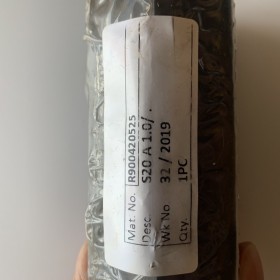 Mat. No. R900420525
Desc. S20 A 1.0/.
Wk No 32 / 2019
Qty. 1PC